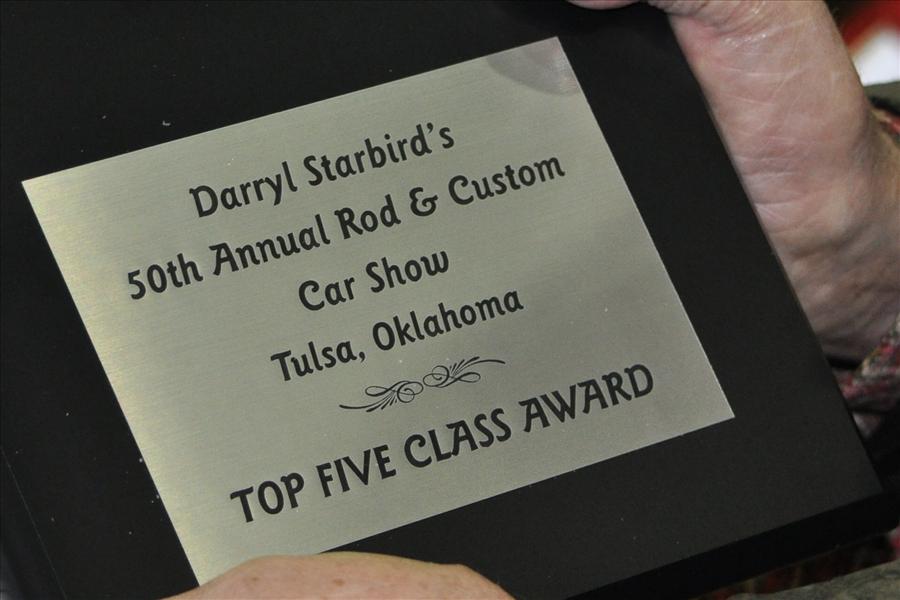 Darryl Starbird's
50th Annual Rod & Custom
Car Show
Tulsa, Oklahoma
TOP FIVE CLASS AWARD